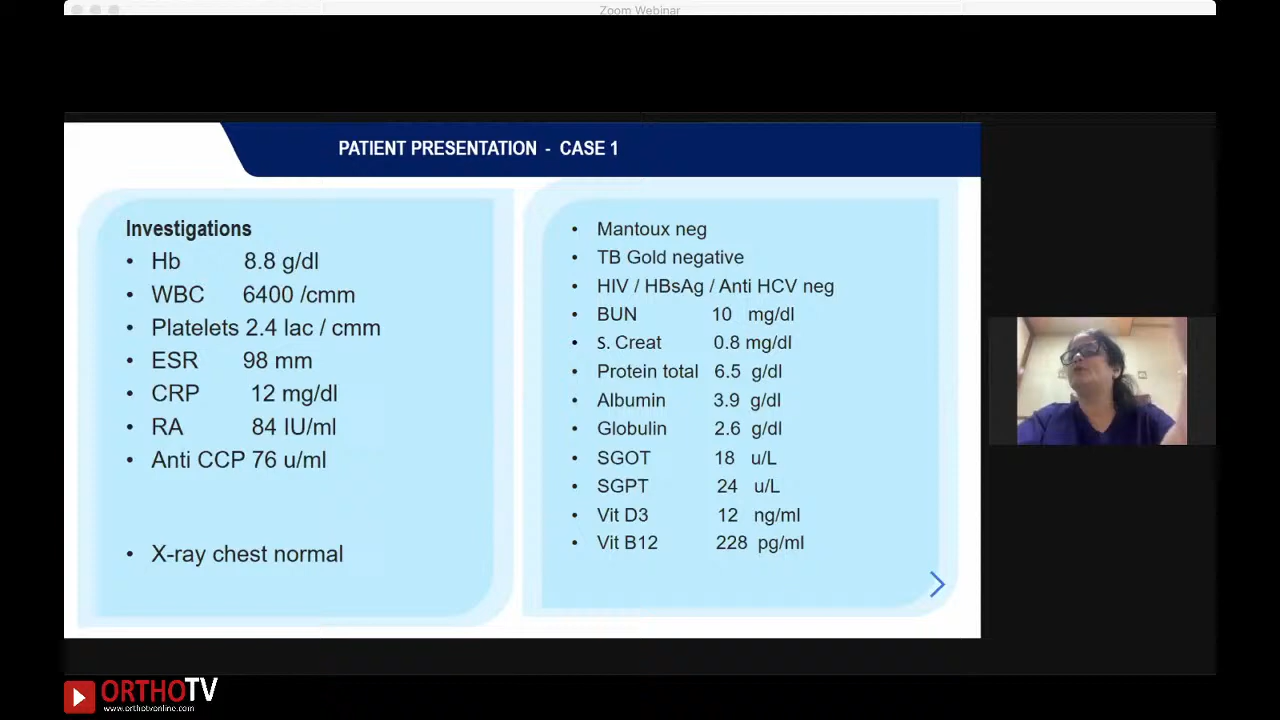 Zoom Webinar
PATIENT PRESENTATION - CASE 1
Investigations
• Hb 8.8 g/dl
• WBC 6400 /cmm
• Platelets 2.4 lac / cmm
• ESR 98 mm
• CRP 12 mg/dl
• RA 84 IU/ml
• Anti CCP 76 u/ml
• X-ray chest normal
• Mantoux neg
• TB Gold negative
• HIV / HBsAg / Anti HCV neg
• BUN 10 mg/dl
• S. Creat 0.8 mg/dl
• Protein total 6.5 g/dl
• Albumin 3.9 g/dl
• Globulin 2.6 g/dl
• SGOT 18 u/L
• SGPT 24 u/L
• Vit D3 12 ng/ml
• Vit B12 228 pg/ml
ORTHOTV
www.orthotvonline.com